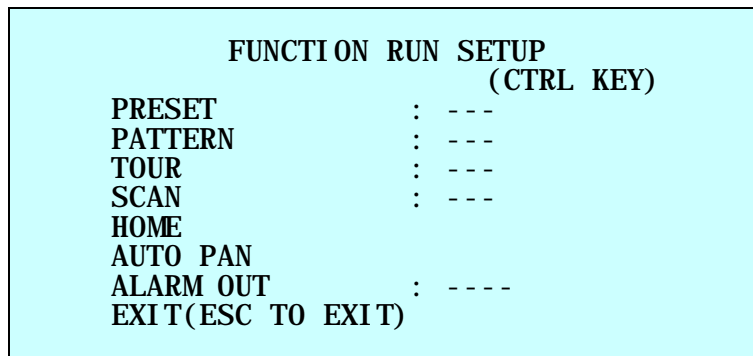 FUNCTION RUN SETUP
(CTRL KEY)
PRESET : ---
PATTERN : ---
TOUR : ---
SCAN : ---
HOME
AUTO PAN
ALARM OUT : ----
EXIT(ESC TO EXIT)